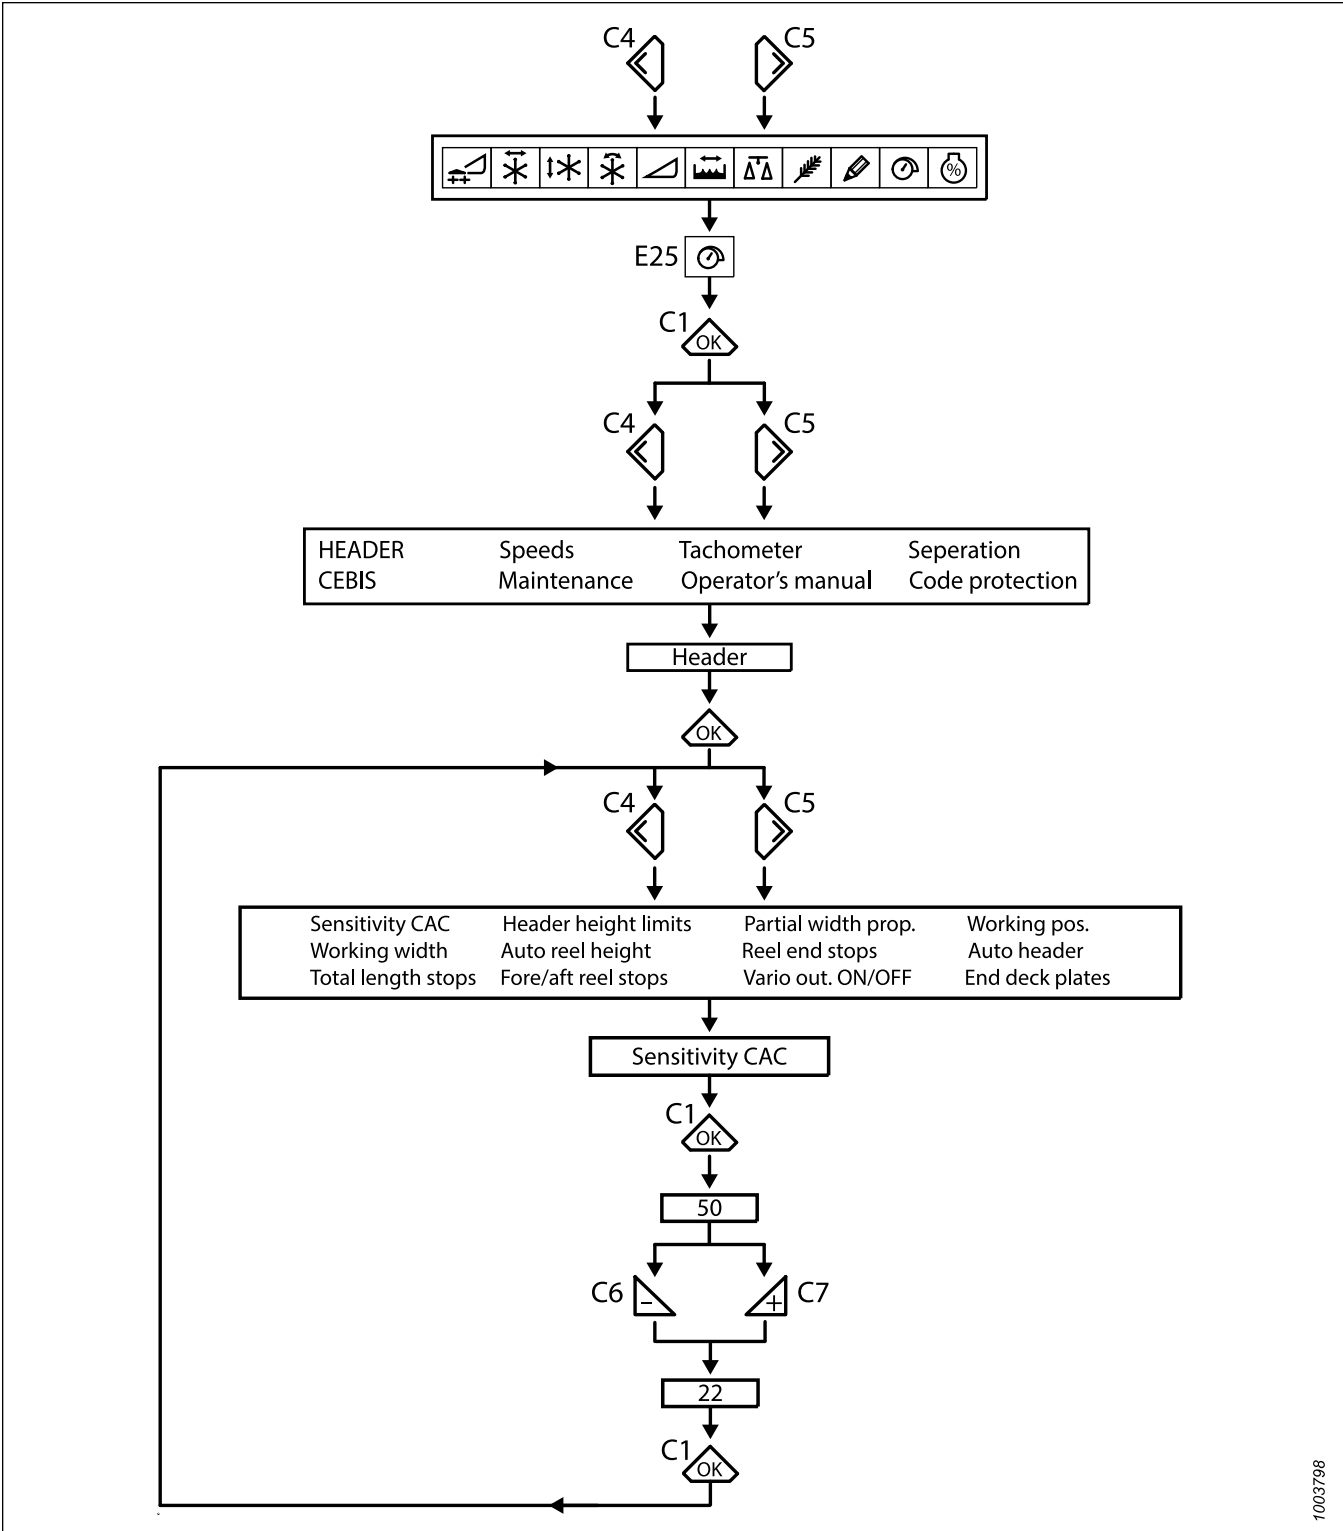 C4 C5
%
E25
C1
OK
C4 C5
HEADER Speeds Tachometer Seperation
CEBIS Maintenance Operator's manual Code protection
Header
OK
C4 C5
Sensitivity CAC Header height limits Partial width prop. Working pos.
Working width Auto reel height Reel end stops Auto header
Total length stops Fore/aft reel stops Vario out. ON/OFF End deck plates
Sensitivity CAC
C1
OK
50
C6 - + C7
22
C1
OK
1003798